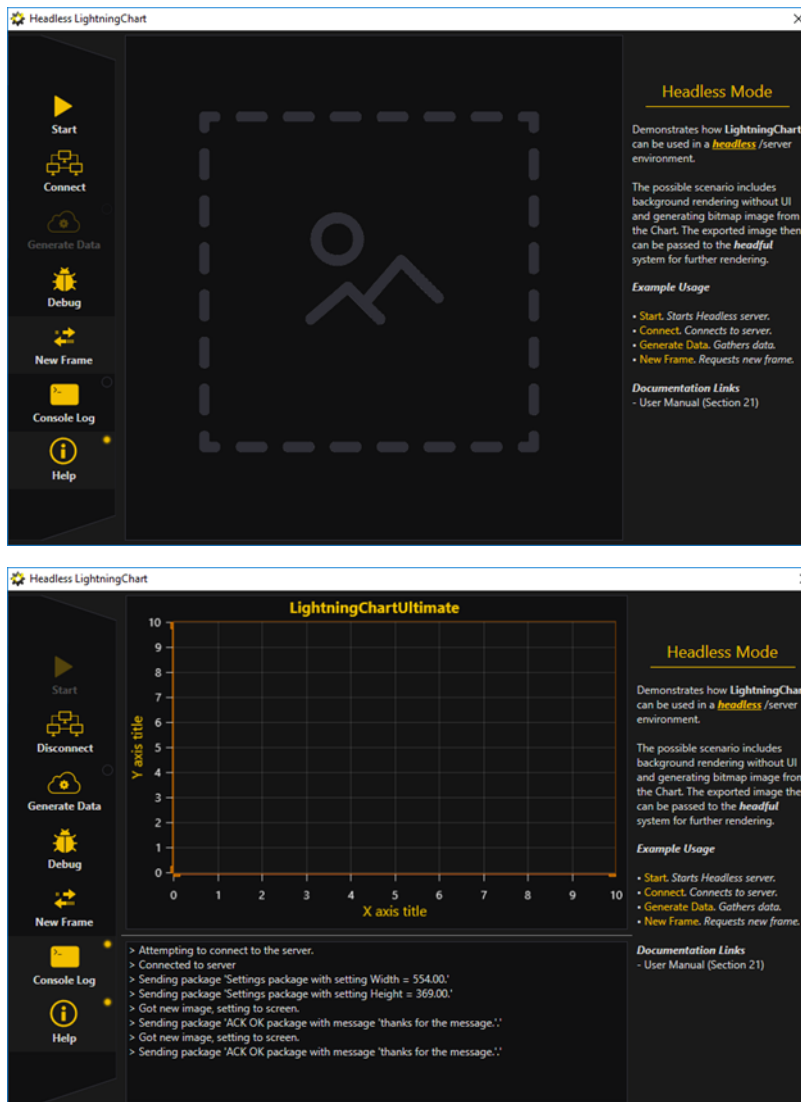 Headless LightningChart
Start
Connect
Generate Data
Debug
New Frame
Console Log
Help
Headless Mode
Demonstrates how LightningChart
can be used in a headless /server
environment.
The possible scenario includes
background rendering without UI
and generating bitmap image from
the Chart. The exported image then
can be passed to the headful
system for further rendering.
Example Usage
▪ Start. Starts Headless server.
▪ Connect. Connects to server.
▪ Generate Data. Gathers data.
▪ New Frame. Requests new frame.
Documentation Links
- User Manual (Section 21)
Headless LightningChart
Start
Disconnect
Generate Data
Debug
New Frame
Console Log
Help
LightningChartUltimate
10
9
8
7
6
5
4
3
2
1
0
Y axis title
0 1 2 3 4 5 6 7 8 9 10
X axis title
> Attempting to connect to the server.
> Connected to server
> Sending package 'Settings package with setting Width = 554.00.'
> Sending package 'Settings package with setting Height = 369.00.'
> Got new image, setting to screen.
> Sending package 'ACK OK package with message 'thanks for the message.'.'
> Got new image, setting to screen.
> Sending package 'ACK OK package with message 'thanks for the message.'.'
Headless Mode
Demonstrates how LightningChar
can be used in a headless /server
environment.
The possible scenario includes
background rendering without UI
and generating bitmap image from
the Chart. The exported image the
can be passed to the headful
system for further rendering.
Example Usage
▪ Start. Starts Headless server.
▪ Connect. Connects to server.
▪ Generate Data. Gathers data.
▪ New Frame. Requests new frame.
Documentation Links
- User Manual (Section 21)